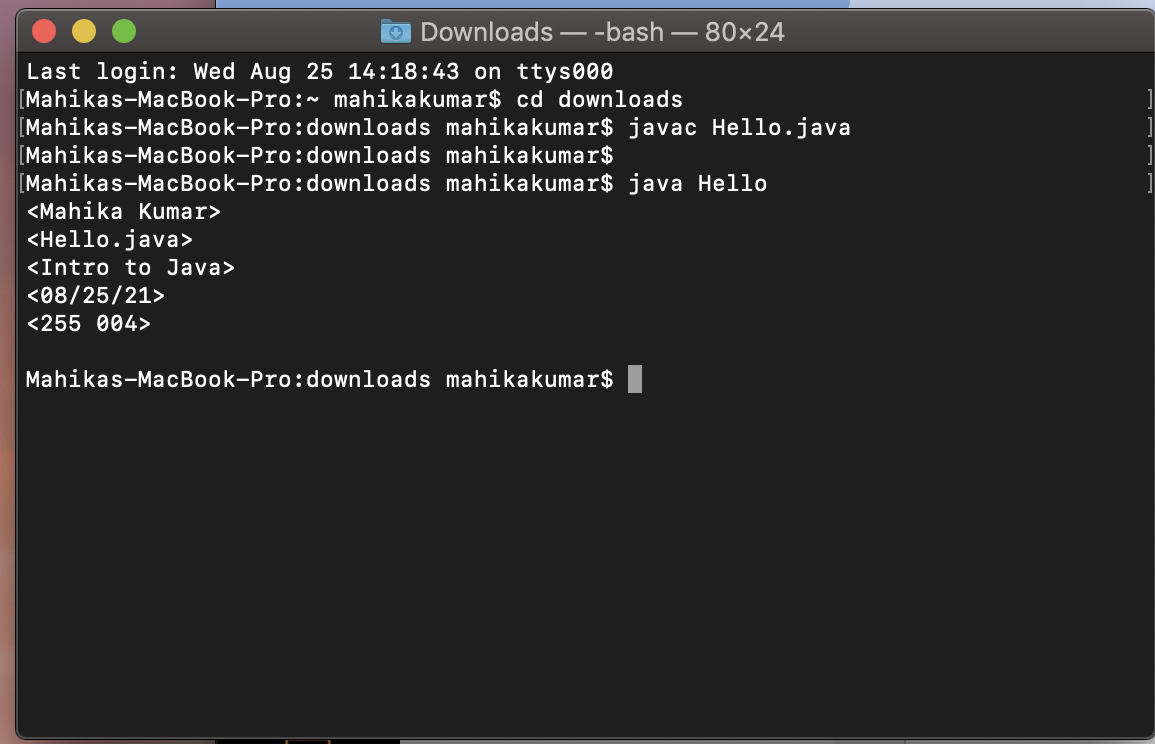 Downloads — -bash — 80×24
Last login: Wed Aug 25 14:18:43 on ttys000
[Mahikas-MacBook-Pro:~ mahikakumar$ cd downloads ]
[Mahikas-MacBook-Pro:downloads mahikakumar$ javac Hello.java ]
[Mahikas-MacBook-Pro:downloads mahikakumar$ ]
[Mahikas-MacBook-Pro:downloads mahikakumar$ java Hello ]
<Mahika Kumar>
<Hello.java>
<Intro to Java>
<08/25/21>
<255 004>
Mahikas-MacBook-Pro:downloads mahikakumar$